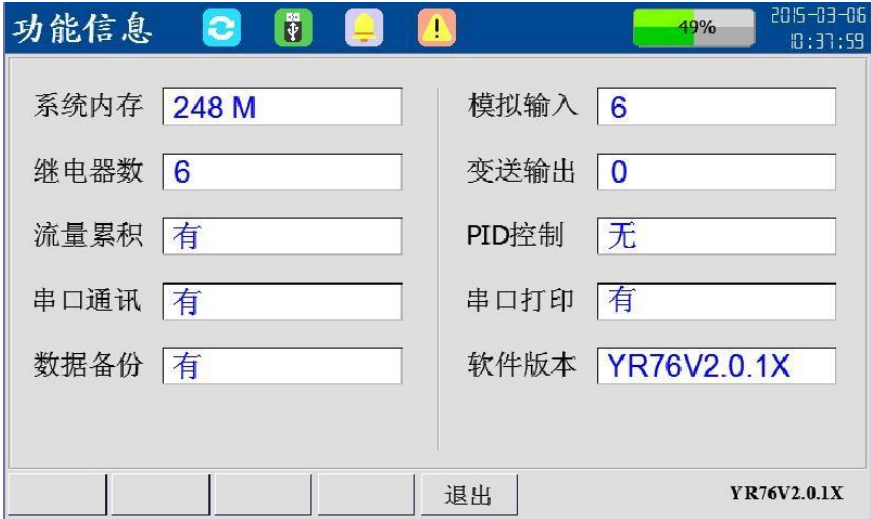 功能信息 49% 2015-03-06
10:37:59
系统内存 248 M 模拟输入 6
继电器数 6 变送输出 0
流量累积 有 PID控制 无
串口通讯 有 串口打印 有
数据备份 有 软件版本 YR76V2.0.1X
退出 YR76V2.0.1X